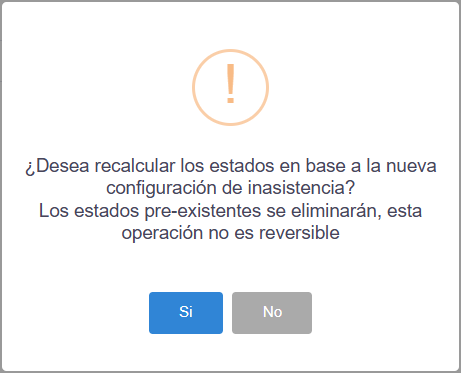 !
¿Desea recalcular los estados en base a la nueva
configuración de inasistencia?
Los estados pre-existentes se eliminarán, esta
operación no es reversible
Si
No